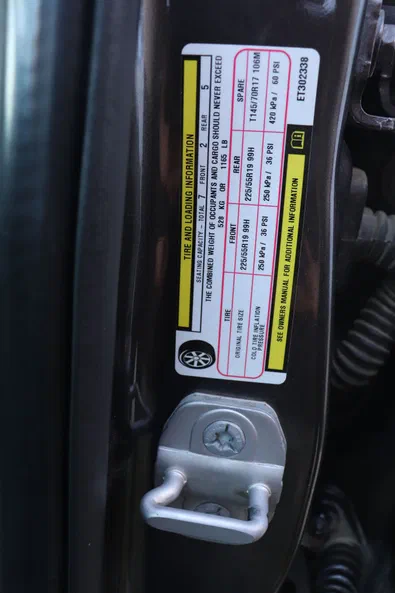 TIRE AND LOADING INFORMATION
SEATING CAPACITY - TOTAL 7 FRONT 2 REAR 5
THE COMBINED WEIGHT OF OCCUPANTS AND CARGO SHOULD NEVER EXCEED
528 KG OR 1165 LB
TIRE FRONT REAR SPARE
ORIGINAL TIRE SIZE 225/55R19 99H 225/55R19 99H T145/70R17 106M
COLD TIRE INFLATION PRESSURE 250 kPa / 36 PSI 250 kPa / 36 PSI 420 kPa / 60 PSI
SEE OWNERS MANUAL FOR ADDITIONAL INFORMATION
ET302338